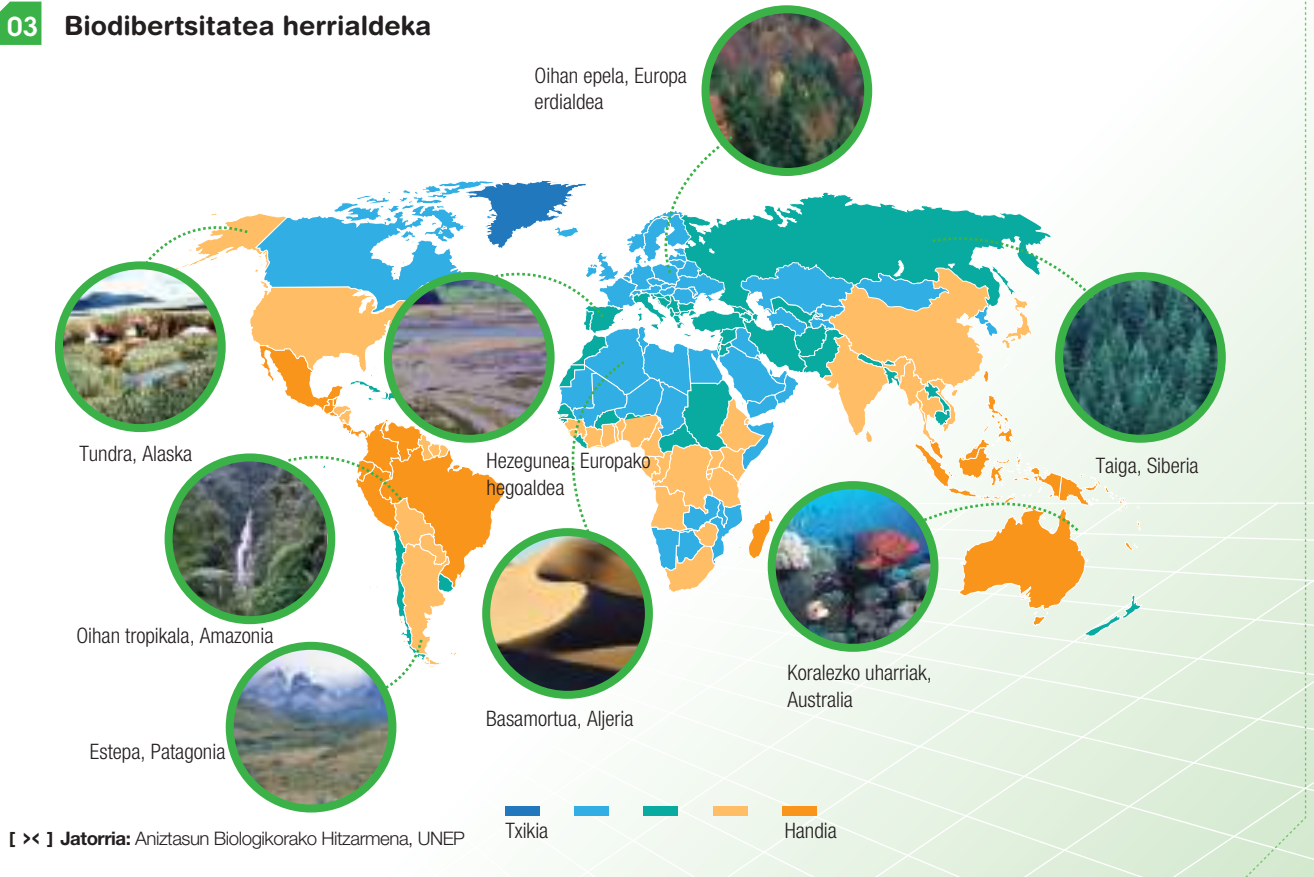 03 Biodibertsitatea herrialdeka
Oihan epela, Europa
erdialdea
Tundra, Alaska
Hezegunea, Europako
hegoaldea
Taiga, Siberia
Oihan tropikala, Amazonia
Koralezko uharriak,
Australia
Basamortua, Aljeria
Estepa, Patagonia
Txikia
Handia
[ >< ] Jatorria: Aniztasun Biologikorako Hitzarmena, UNEP